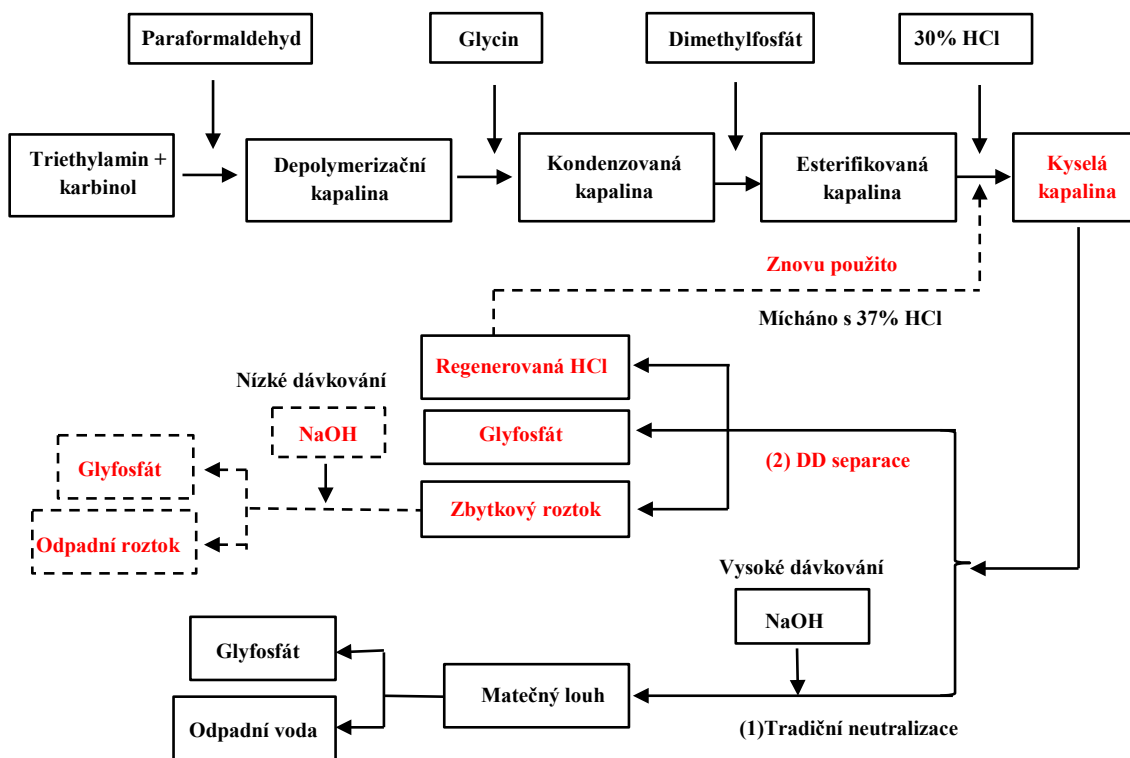 Paraformaldehyd
Glycin
Dimethylfosfát
30% HCl
Triethylamin +
karbinol
Depolymerizační
kapalina
Kondenzovaná
kapalina
Esterifikovaná
kapalina
Kyselá
kapalina
Znovu použito
Mícháno s 37% HCl
Regenerovaná HCl
Nízké dávkování
NaOH
Glyfosfát
(2) DD separace
Glyfosfát
Zbytkový roztok
Odpadní roztok
Vysoké dávkování
NaOH
Glyfosfát
Matečný louh
Odpadní voda
(1)Tradiční neutralizace